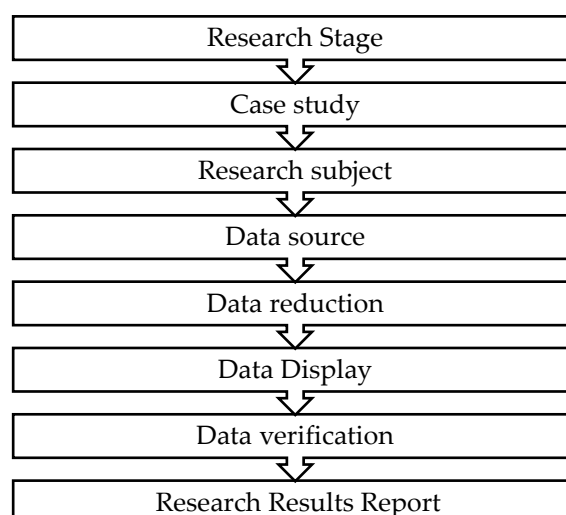 Research Stage
Case study
Research subject
Data source
Data reduction
Data Display
Data verification
Research Results Report